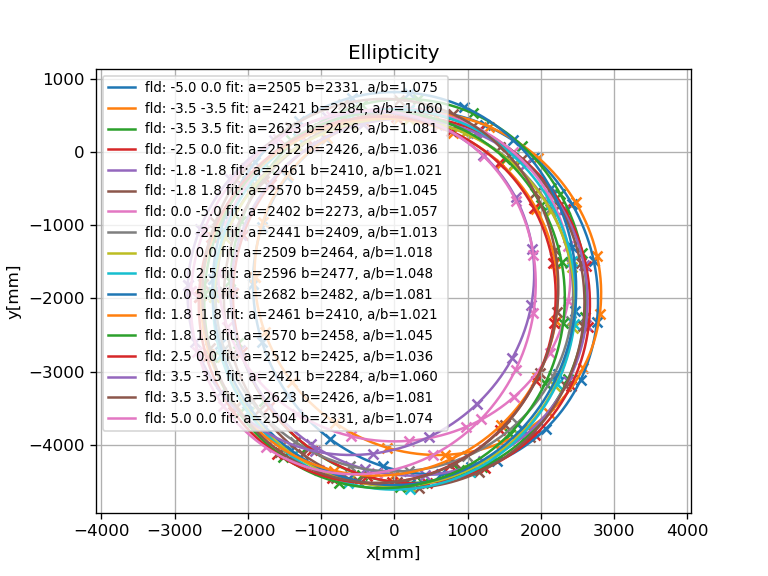 Ellipticity
1000
0
−1000
−2000
−3000
−4000
y[mm]
fld: -5.0 0.0 fit: a=2505 b=2331, a/b=1.075
fld: -3.5 -3.5 fit: a=2421 b=2284, a/b=1.060
fld: -3.5 3.5 fit: a=2623 b=2426, a/b=1.081
fld: -2.5 0.0 fit: a=2512 b=2426, a/b=1.036
fld: -1.8 -1.8 fit: a=2461 b=2410, a/b=1.021
fld: -1.8 1.8 fit: a=2570 b=2459, a/b=1.045
fld: 0.0 -5.0 fit: a=2402 b=2273, a/b=1.057
fld: 0.0 -2.5 fit: a=2441 b=2409, a/b=1.013
fld: 0.0 0.0 fit: a=2509 b=2464, a/b=1.018
fld: 0.0 2.5 fit: a=2596 b=2477, a/b=1.048
fld: 0.0 5.0 fit: a=2682 b=2482, a/b=1.081
fld: 1.8 -1.8 fit: a=2461 b=2410, a/b=1.021
fld: 1.8 1.8 fit: a=2570 b=2458, a/b=1.045
fld: 2.5 0.0 fit: a=2512 b=2425, a/b=1.036
fld: 3.5 -3.5 fit: a=2421 b=2284, a/b=1.060
fld: 3.5 3.5 fit: a=2623 b=2426, a/b=1.081
fld: 5.0 0.0 fit: a=2504 b=2331, a/b=1.074
−4000 −3000 −2000 −1000 0 1000 2000 3000 4000
x[mm]